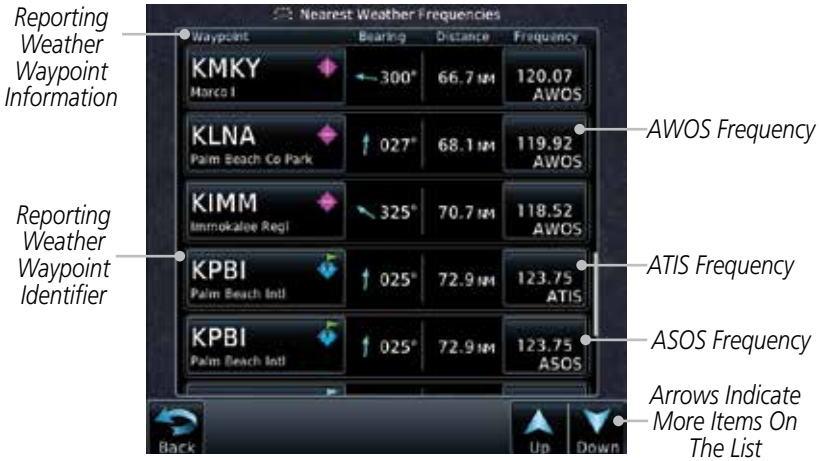 Nearest Weather Frequencies
Reporting
Weather
Waypoint
Information
Waypoint Bearing Distance Frequency
KMKY 300° 66.7 NM 120.07
Marco I AWOS
KLNA 027° 68.1 NM 119.92
Palm Beach Co Park AWOS
AWOS Frequency
KIMM 325° 70.7 NM 118.52
Immokalee Regl AWOS
Reporting
Weather
Waypoint
Identifier
KPBI 025° 72.9 NM 123.75
Palm Beach Intl ATIS
ATIS Frequency
KPBI 025° 72.9 NM 123.75
Palm Beach Intl ASOS
ASOS Frequency
Arrows Indicate
More Items On
The List
Back Up Down